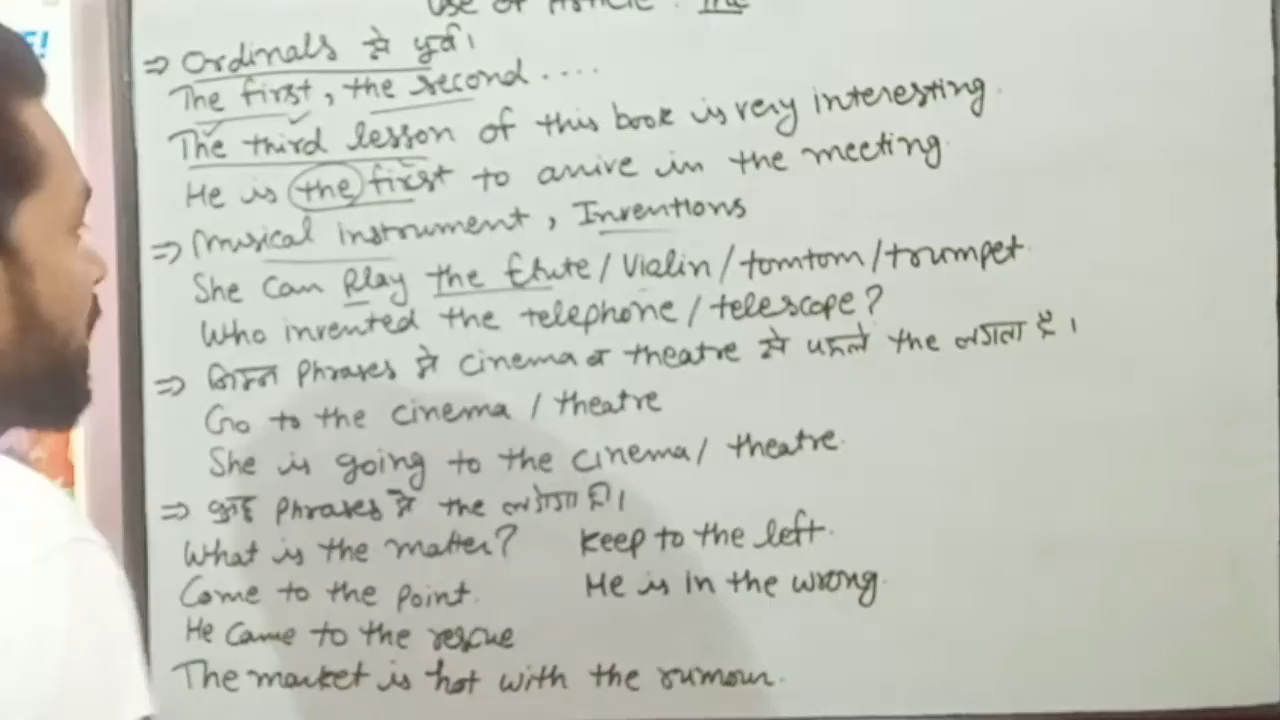 Use of Article : The
⇒ Ordinals से पूर्व।
The first, the second ....
The third lesson of this book is very interesting.
He is the first to arrive in the meeting.
⇒ Musical instrument, Inventions
She can play the flute/Violin/tomtom/trumpet.
Who invented the telephone/telescope?
⇒ निम्न Phrases में cinema व theatre से पहले the लगता है।
Go to the cinema / theatre
She is going to the cinema/ theatre.
⇒ कुछ Phrases में the लगता है।
What is the matter? Keep to the left.
Come to the point. He is in the wrong.
He came to the rescue
The market is hot with the rumour.